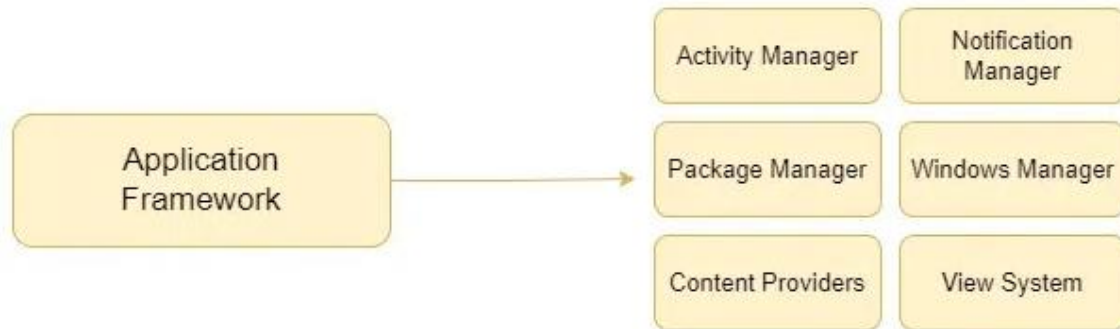 Application
Framework
Activity Manager
Notification
Manager
Package Manager
Windows Manager
Content Providers
View System